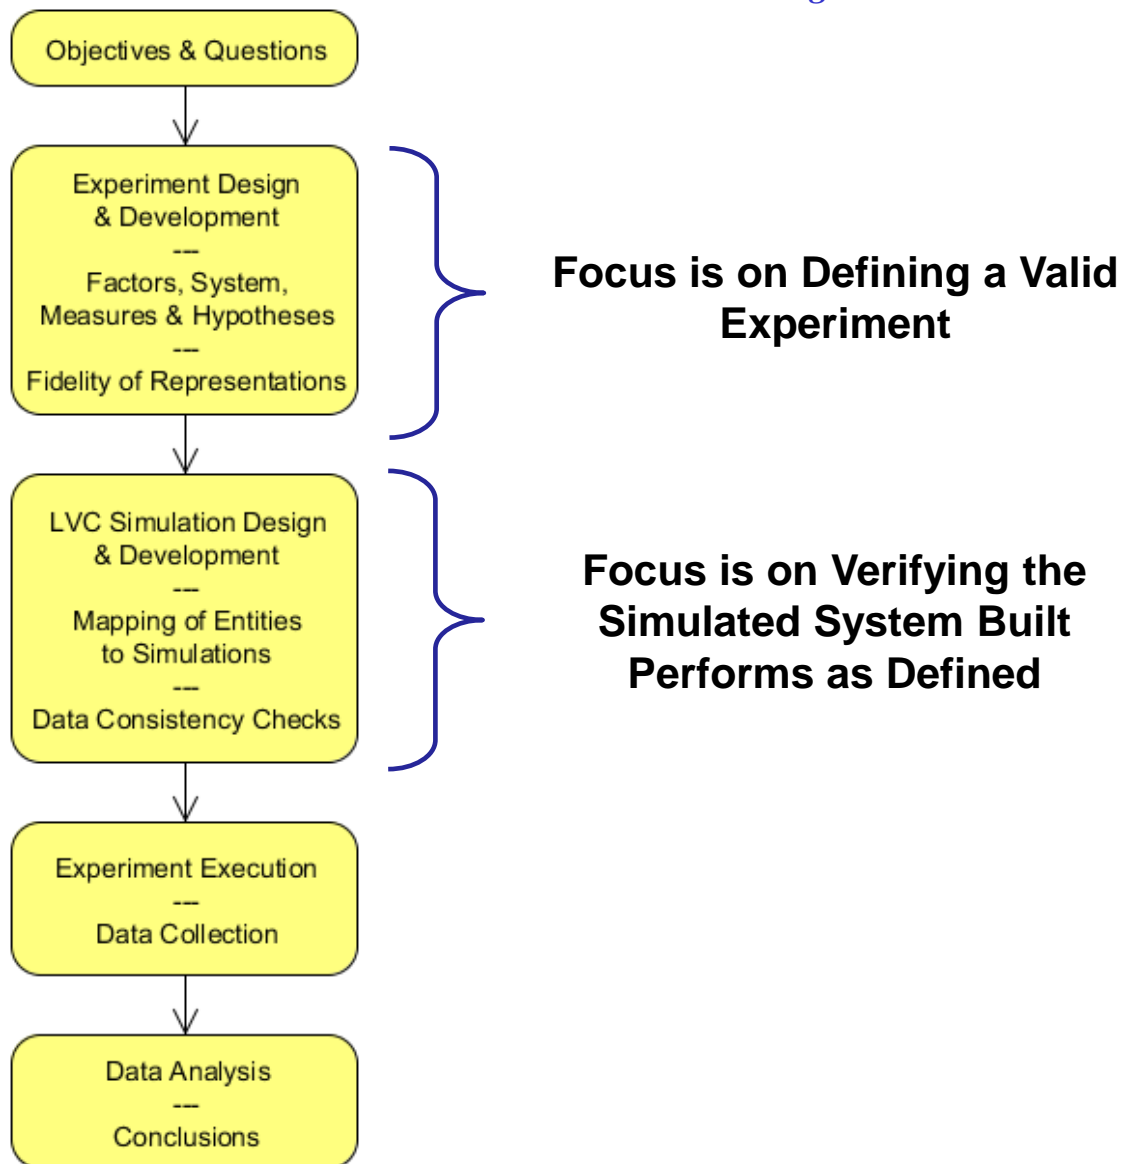 Objectives & Questions
Experiment Design
& Development
---
Factors, System,
Measures & Hypotheses
---
Fidelity of Representations
Focus is on Defining a Valid
Experiment
LVC Simulation Design
& Development
---
Mapping of Entities
to Simulations
---
Data Consistency Checks
Focus is on Verifying the
Simulated System Built
Performs as Defined
Experiment Execution
---
Data Collection
Data Analysis
---
Conclusions